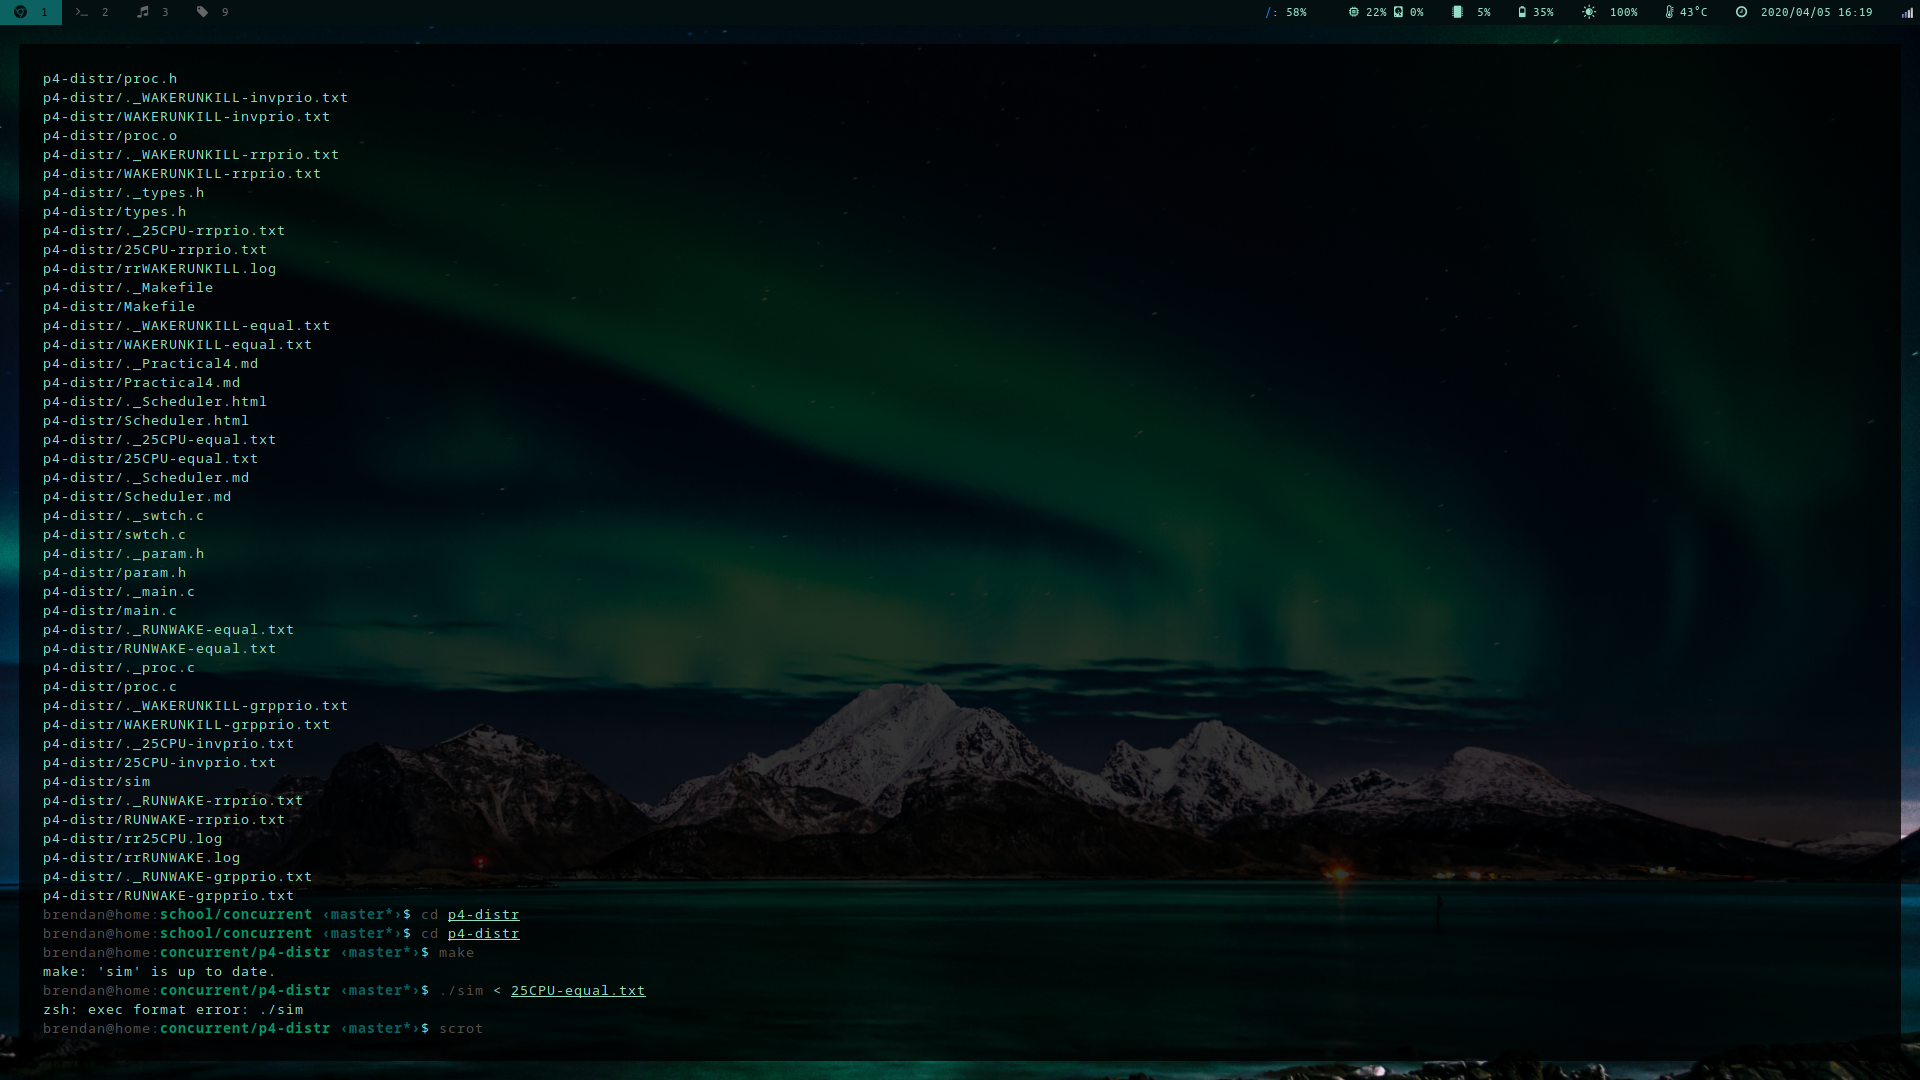 1 2 3 9 /: 58% 22% 0% 5% 35% 100% 43°C 2020/04/05 16:19
p4-distr/proc.h
p4-distr/._WAKERUNKILL-invprio.txt
p4-distr/WAKERUNKILL-invprio.txt
p4-distr/proc.o
p4-distr/._WAKERUNKILL-rrprio.txt
p4-distr/WAKERUNKILL-rrprio.txt
p4-distr/._types.h
p4-distr/types.h
p4-distr/._25CPU-rrprio.txt
p4-distr/25CPU-rrprio.txt
p4-distr/rrWAKERUNKILL.log
p4-distr/._Makefile
p4-distr/Makefile
p4-distr/._WAKERUNKILL-equal.txt
p4-distr/WAKERUNKILL-equal.txt
p4-distr/._Practical4.md
p4-distr/Practical4.md
p4-distr/._Scheduler.html
p4-distr/Scheduler.html
p4-distr/._25CPU-equal.txt
p4-distr/25CPU-equal.txt
p4-distr/._Scheduler.md
p4-distr/Scheduler.md
p4-distr/._swtch.c
p4-distr/swtch.c
p4-distr/._param.h
p4-distr/param.h
p4-distr/._main.c
p4-distr/main.c
p4-distr/._RUNWAKE-equal.txt
p4-distr/RUNWAKE-equal.txt
p4-distr/._proc.c
p4-distr/proc.c
p4-distr/._WAKERUNKILL-grpprio.txt
p4-distr/WAKERUNKILL-grpprio.txt
p4-distr/._25CPU-invprio.txt
p4-distr/25CPU-invprio.txt
p4-distr/sim
p4-distr/._RUNWAKE-rrprio.txt
p4-distr/RUNWAKE-rrprio.txt
p4-distr/rr25CPU.log
p4-distr/rrRUNWAKE.log
p4-distr/._RUNWAKE-grpprio.txt
p4-distr/RUNWAKE-grpprio.txt
brendan@home:school/concurrent ‹master*›$ cd p4-distr
brendan@home:school/concurrent ‹master*›$ cd p4-distr
brendan@home:concurrent/p4-distr ‹master*›$ make
make: 'sim' is up to date.
brendan@home:concurrent/p4-distr ‹master*›$ ./sim < 25CPU-equal.txt
zsh: exec format error: ./sim
brendan@home:concurrent/p4-distr ‹master*›$ scrot